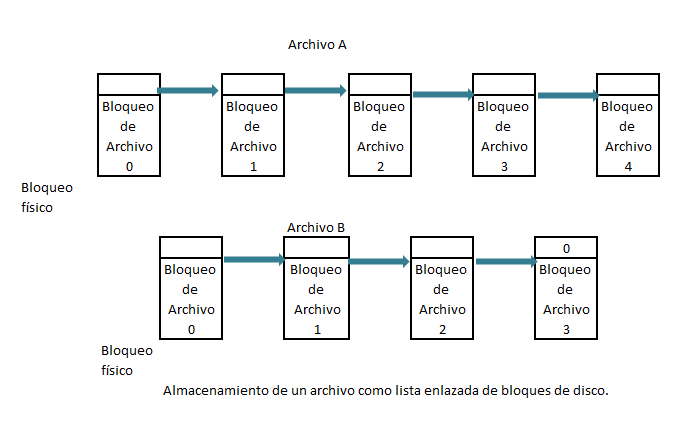 Archivo A
Bloqueo de Archivo 0
Bloqueo de Archivo 1
Bloqueo de Archivo 2
Bloqueo de Archivo 3
Bloqueo de Archivo 4
Bloqueo
físico
Archivo B
0
Bloqueo de Archivo 0
Bloqueo de Archivo 1
Bloqueo de Archivo 2
Bloqueo de Archivo 3
Bloqueo
físico
Almacenamiento de un archivo como lista enlazada de bloques de disco.